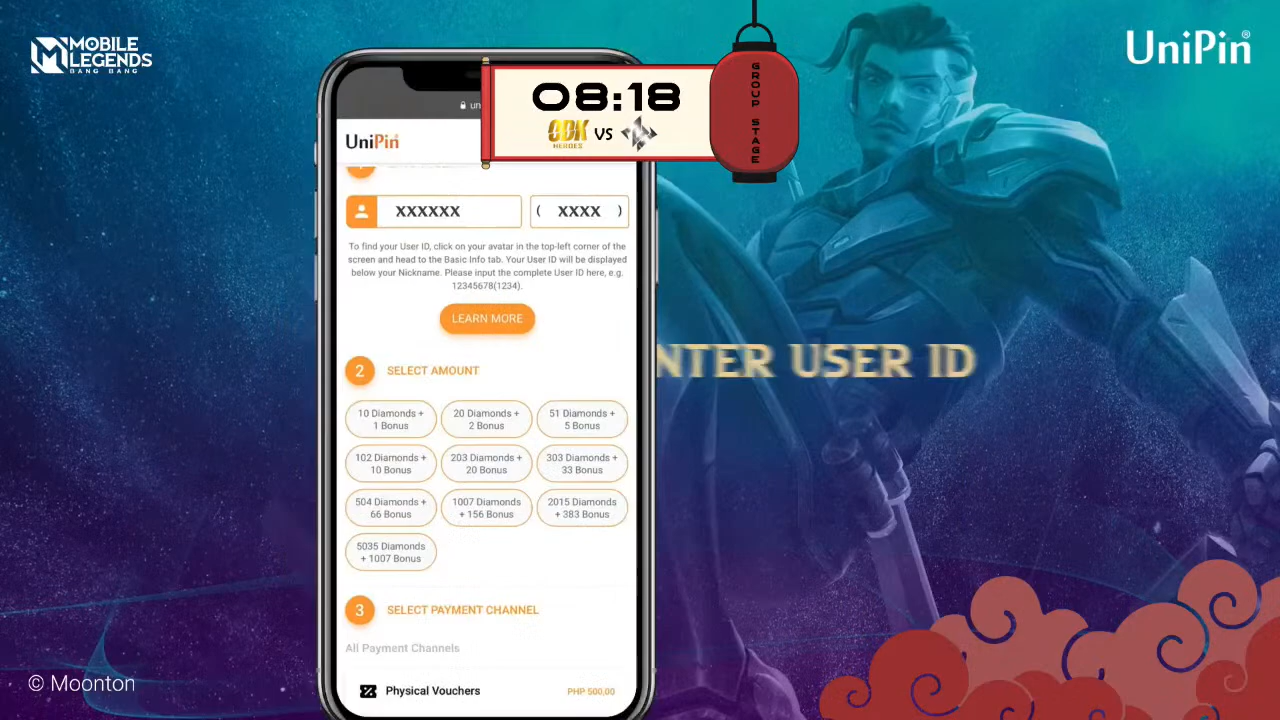 MOBILE
LEGENDS
BANG BANG
UniPin
08:18
HEROES
VS
GROUP STAGE
UniPin
XXXXXX
( XXXX )
To find your User ID, click on your avatar in the top-left corner of the
screen and head to the Basic Info tab. Your User ID will be displayed
below your Nickname. Please input the complete User ID here, e.g.
12345678(1234).
LEARN MORE
NTER USER ID
2 SELECT AMOUNT
10 Diamonds +
1 Bonus
20 Diamonds +
2 Bonus
51 Diamonds +
5 Bonus
102 Diamonds +
10 Bonus
203 Diamonds +
20 Bonus
303 Diamonds +
33 Bonus
504 Diamonds +
66 Bonus
1007 Diamonds
+ 156 Bonus
2015 Diamonds
+ 383 Bonus
5035 Diamonds
+ 1007 Bonus
3 SELECT PAYMENT CHANNEL
All Payment Channels
Physical Vouchers PHP 500,00
© Moonton